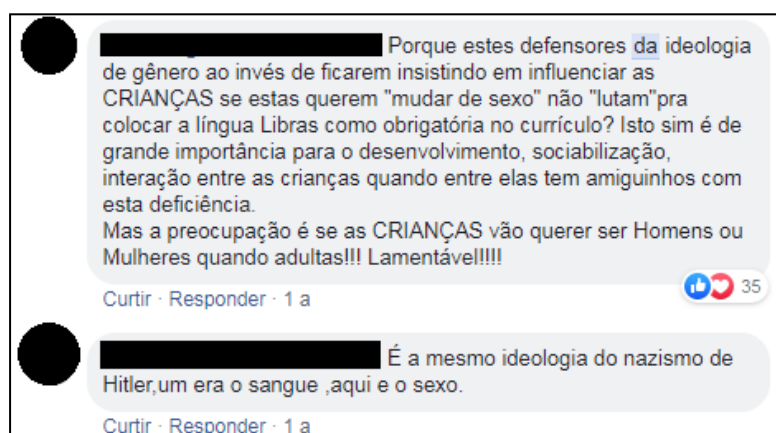 Porque estes defensores da ideologia
de gênero ao invés de ficarem insistindo em influenciar as
CRIANÇAS se estas querem "mudar de sexo" não "lutam"pra
colocar a língua Libras como obrigatória no currículo? Isto sim é de
grande importância para o desenvolvimento, sociabilização,
interação entre as crianças quando entre elas tem amiguinhos com
esta deficiência.
Mas a preocupação é se as CRIANÇAS vão querer ser Homens ou
Mulheres quando adultas!!! Lamentável!!!!
35
Curtir · Responder · 1 a
É a mesmo ideologia do nazismo de
Hitler,um era o sangue ,aqui e o sexo.
Curtir · Responder · 1 a